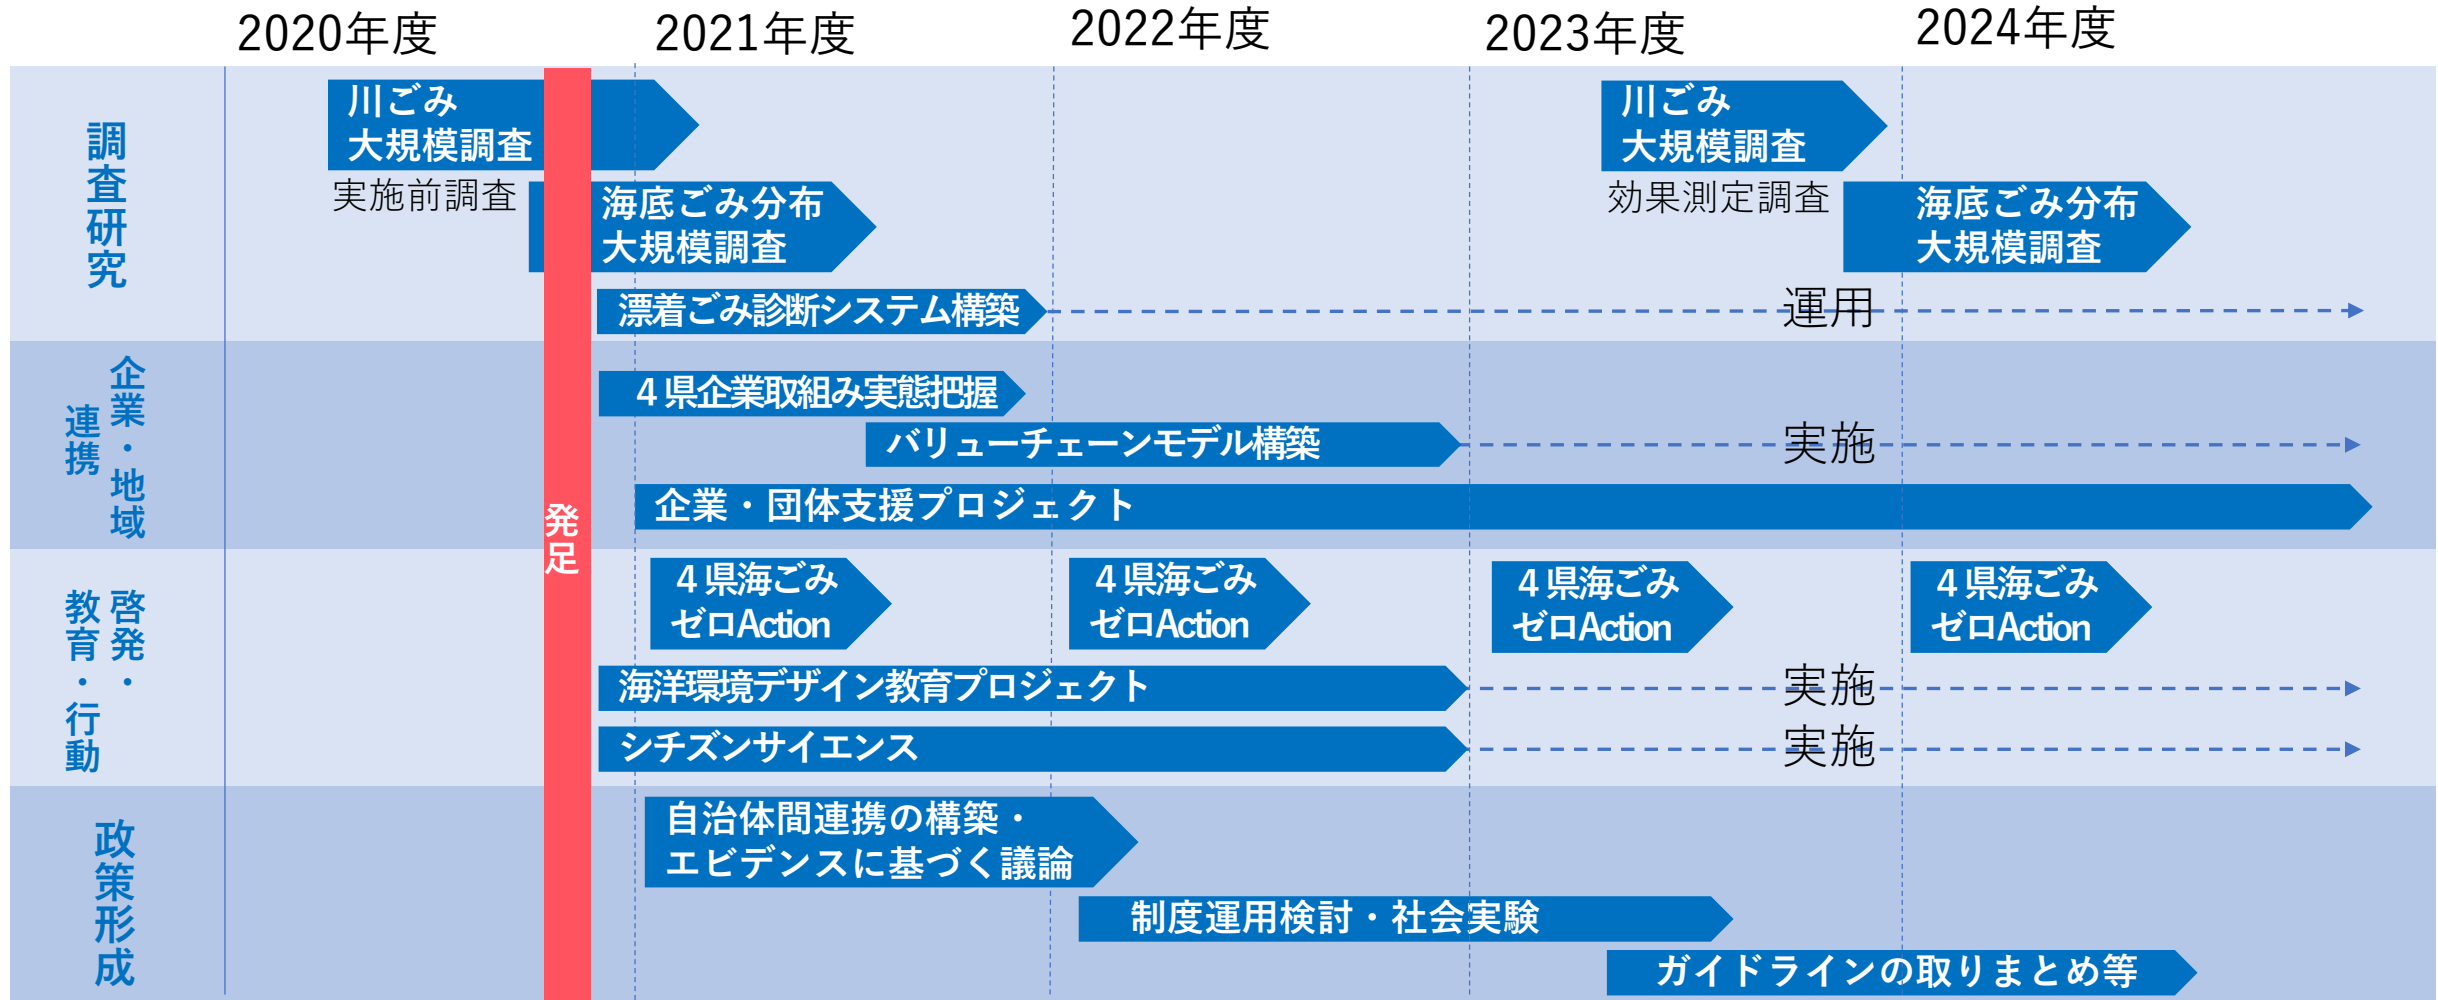 2020年度
2021年度
2022年度
2023年度
2024年度
調査研究
川ごみ
大規模調査
実施前調査
海底ごみ分布
大規模調査
川ごみ
大規模調査
効果測定調査
海底ごみ分布
大規模調査
漂着ごみ診断システム構築
運用
発足
企業・地域
連携
４県企業取組み実態把握
バリューチェーンモデル構築
実施
企業・団体支援プロジェクト
啓発・
教育・行動
４県海ごみ
ゼロAction
４県海ごみ
ゼロAction
４県海ごみ
ゼロAction
４県海ごみ
ゼロAction
海洋環境デザイン教育プロジェクト
実施
シチズンサイエンス
実施
政策形成
自治体間連携の構築・
エビデンスに基づく議論
制度運用検討・社会実験
ガイドラインの取りまとめ等